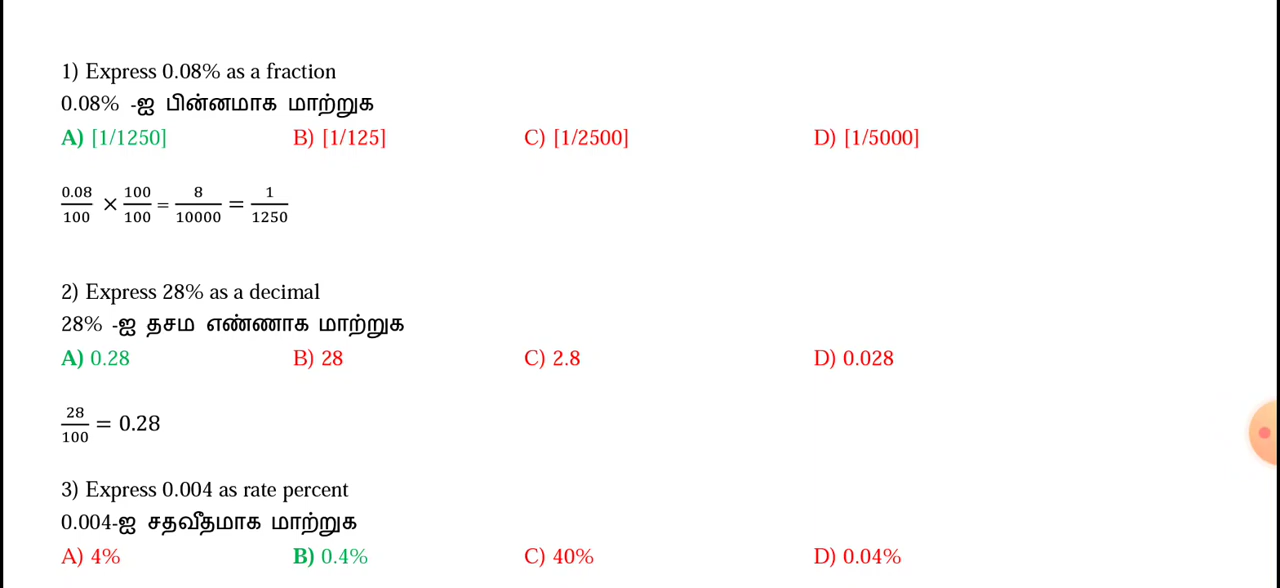 1) Express 0.08% as a fraction
0.08% -ஐ பின்னமாக மாற்றுக
A) [1/1250] B) [1/125] C) [1/2500] D) [1/5000]
0.08/100 × 100/100 = 8/10000 = 1/1250
2) Express 28% as a decimal
28% -ஐ தசம எண்ணாக மாற்றுக
A) 0.28 B) 28 C) 2.8 D) 0.028
28/100 = 0.28
3) Express 0.004 as rate percent
0.004-ஐ சதவீதமாக மாற்றுக
A) 4% B) 0.4% C) 40% D) 0.04%